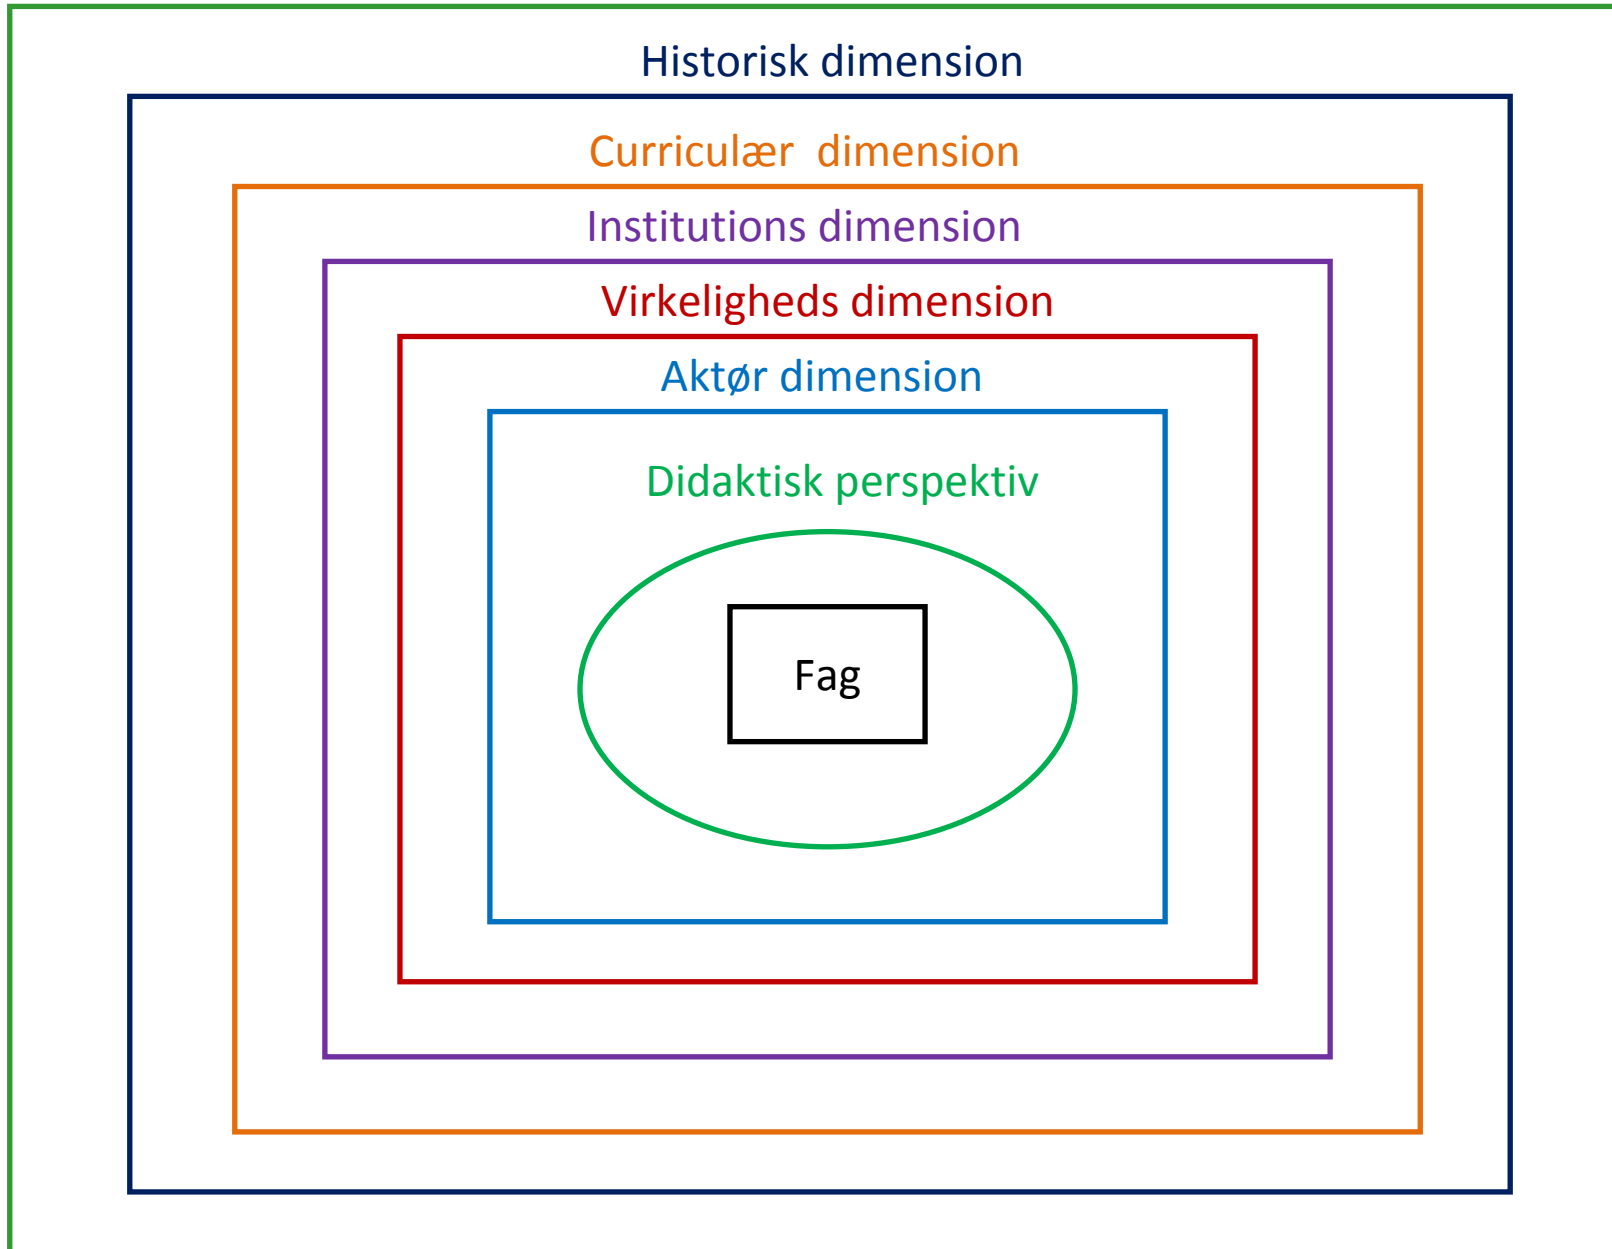 Historisk dimension
Curriculær  dimension
Institutions dimension
Virkeligheds dimension
Aktør dimension
Didaktisk perspektiv
Fag